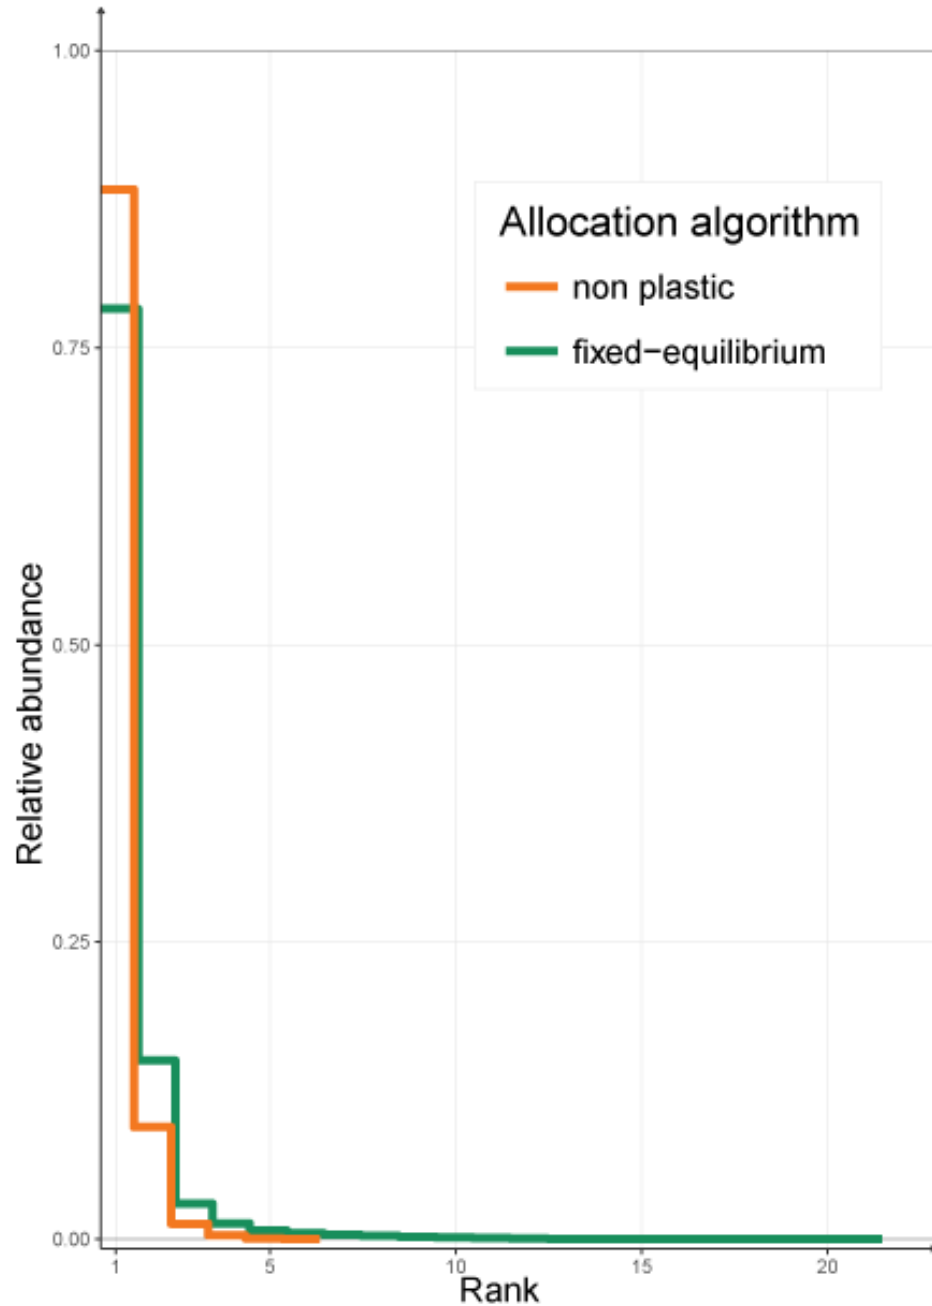 1.00
0.75
0.50
0.25
0.00
Relative abundance
Allocation algorithm
non plastic
fixed−equilibrium
1 5 10 15 20
Rank